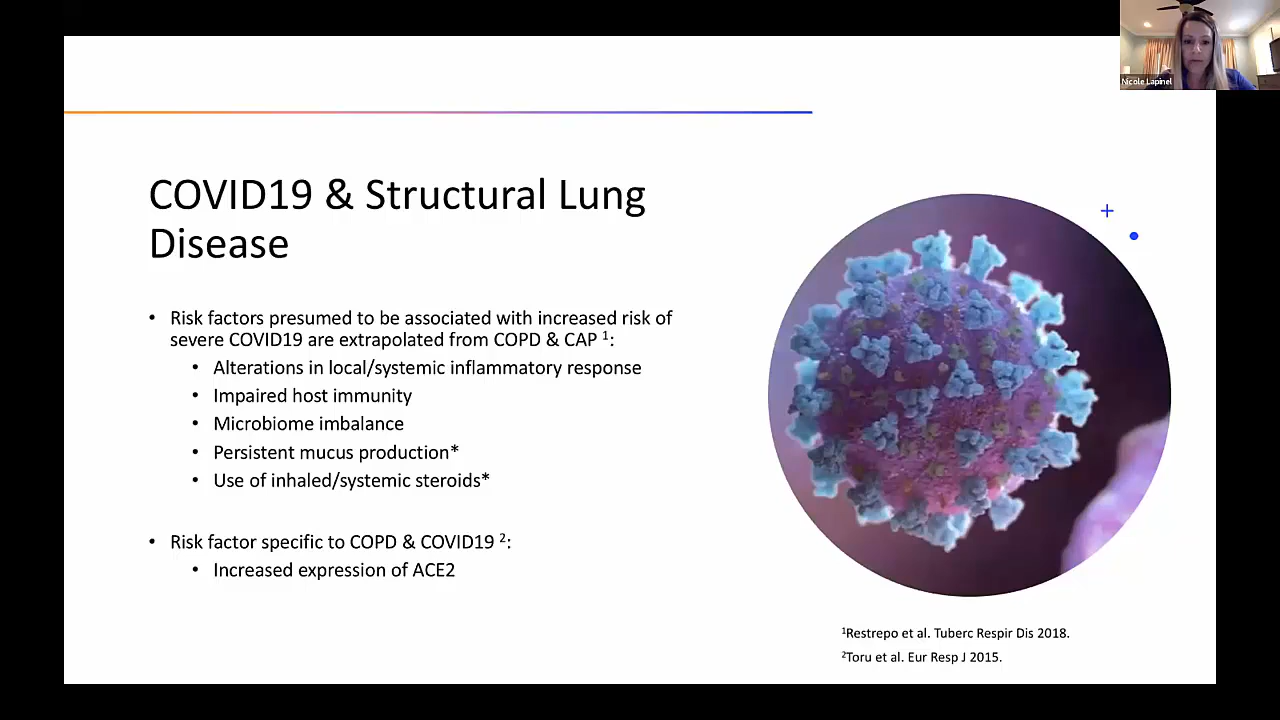 Nicole Lapinel
COVID19 & Structural Lung
Disease
• Risk factors presumed to be associated with increased risk of
severe COVID19 are extrapolated from COPD & CAP ¹:
• Alterations in local/systemic inflammatory response
• Impaired host immunity
• Microbiome imbalance
• Persistent mucus production*
• Use of inhaled/systemic steroids*
• Risk factor specific to COPD & COVID19 ²:
• Increased expression of ACE2
¹Restrepo et al. Tuberc Respir Dis 2018.
²Toru et al. Eur Resp J 2015.